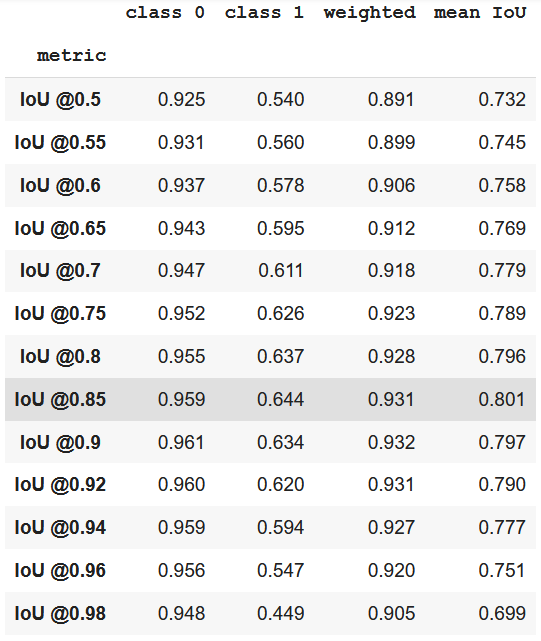 class 0 class 1 weighted mean IoU
metric
IoU @0.5 0.925 0.540 0.891 0.732
IoU @0.55 0.931 0.560 0.899 0.745
IoU @0.6 0.937 0.578 0.906 0.758
IoU @0.65 0.943 0.595 0.912 0.769
IoU @0.7 0.947 0.611 0.918 0.779
IoU @0.75 0.952 0.626 0.923 0.789
IoU @0.8 0.955 0.637 0.928 0.796
IoU @0.85 0.959 0.644 0.931 0.801
IoU @0.9 0.961 0.634 0.932 0.797
IoU @0.92 0.960 0.620 0.931 0.790
IoU @0.94 0.959 0.594 0.927 0.777
IoU @0.96 0.956 0.547 0.920 0.751
IoU @0.98 0.948 0.449 0.905 0.699